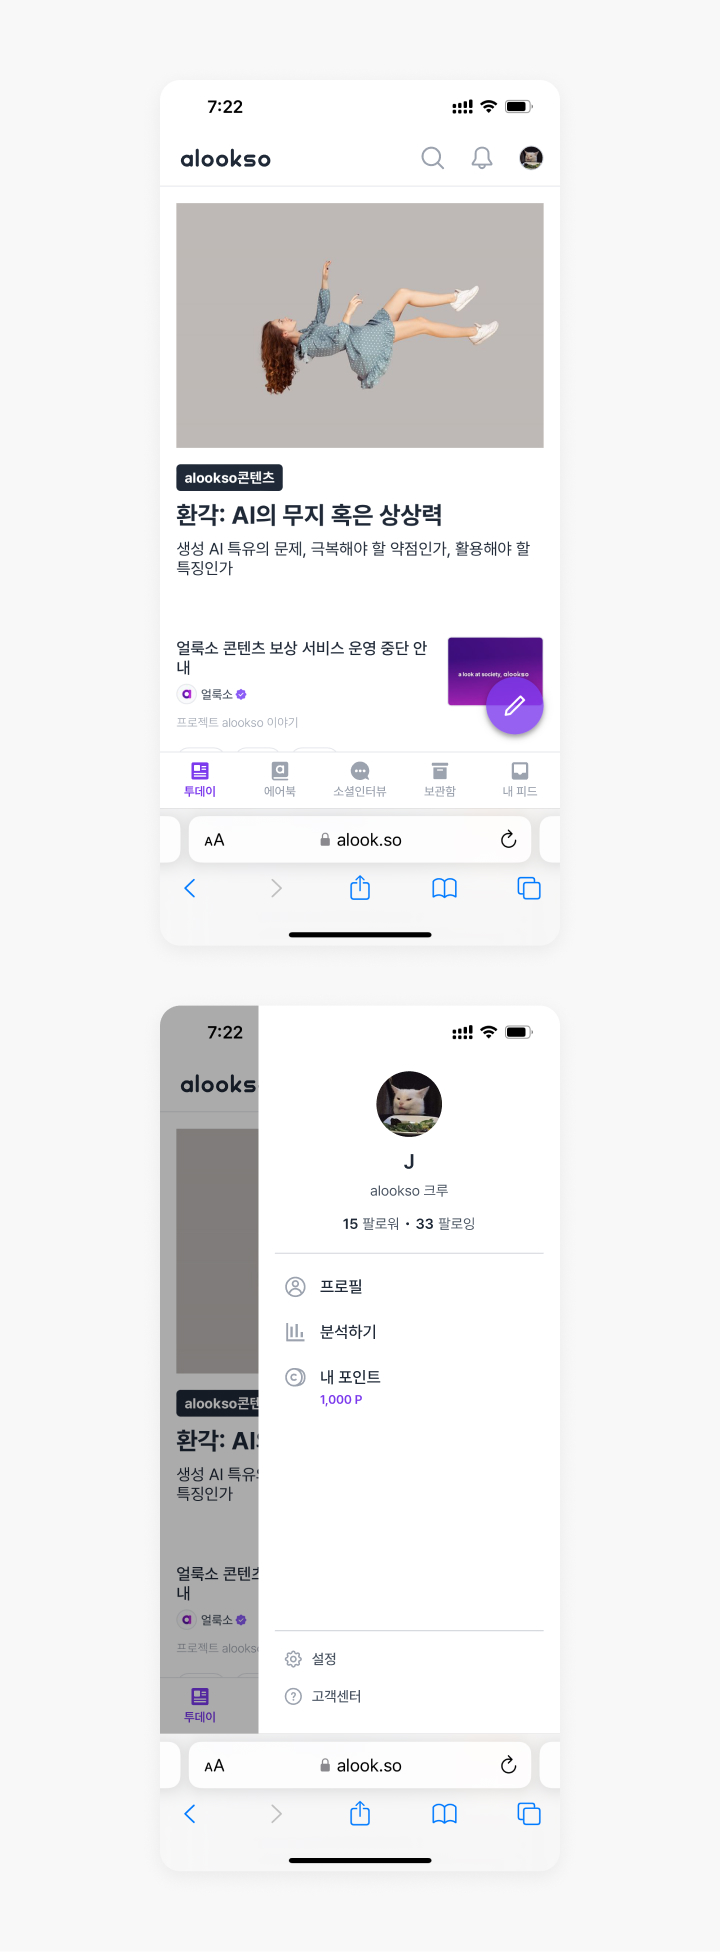 7:22
alookso
alookso콘텐츠
환각: AI의 무지 혹은 상상력
생성 AI 특유의 문제, 극복해야 할 약점인가, 활용해야 할
특징인가
얼룩소 콘텐츠 보상 서비스 운영 중단 안
내
a look at society, alookso
얼룩소
프로젝트 alookso 이야기
투데이 에어북 소셜인터뷰 보관함 내 피드
AA alook.so
7:22
alooks
J
alookso 크루
15 팔로워 • 33 팔로잉
프로필
분석하기
내 포인트
1,000 P
alookso콘텐
환각: AI
생성 AI 특유
특징인가
얼룩소 콘텐츠
내
얼룩소
프로젝트 alooks
설정
고객센터
투데이
AA alook.so